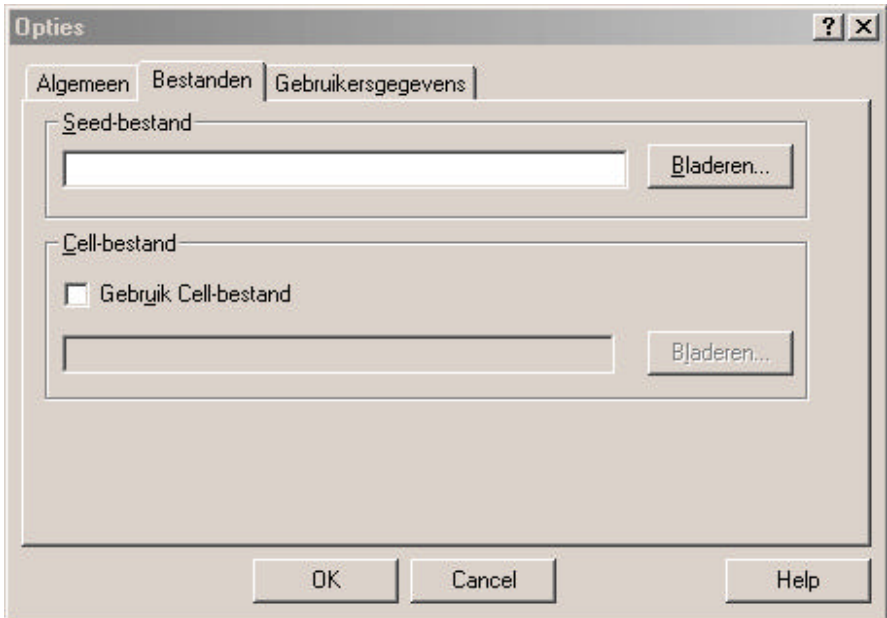 Opties
Algemeen Bestanden Gebruikersgegevens
Seed-bestand
Bladeren...
Cell-bestand
Gebruik Cell-bestand
Bladeren...
OK Cancel Help